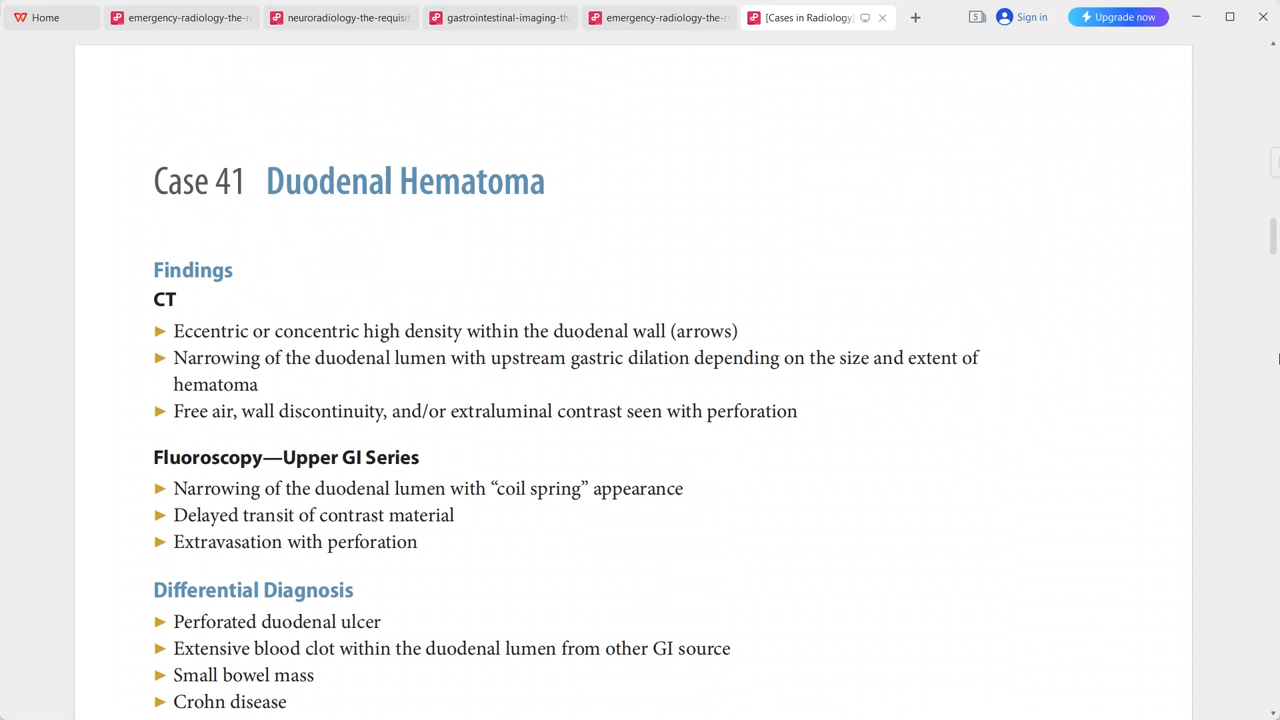 Home
emergency-radiology-the-r
neuroradiology-the-requisit
gastrointestinal-imaging-th
emergency-radiology-the-r
[Cases in Radiology]
5
Sign in
Upgrade now
Case 41 Duodenal Hematoma
Findings
CT
► Eccentric or concentric high density within the duodenal wall (arrows)
► Narrowing of the duodenal lumen with upstream gastric dilation depending on the size and extent of
hematoma
► Free air, wall discontinuity, and/or extraluminal contrast seen with perforation
Fluoroscopy—Upper GI Series
► Narrowing of the duodenal lumen with “coil spring” appearance
► Delayed transit of contrast material
► Extravasation with perforation
Differential Diagnosis
► Perforated duodenal ulcer
► Extensive blood clot within the duodenal lumen from other GI source
► Small bowel mass
► Crohn disease